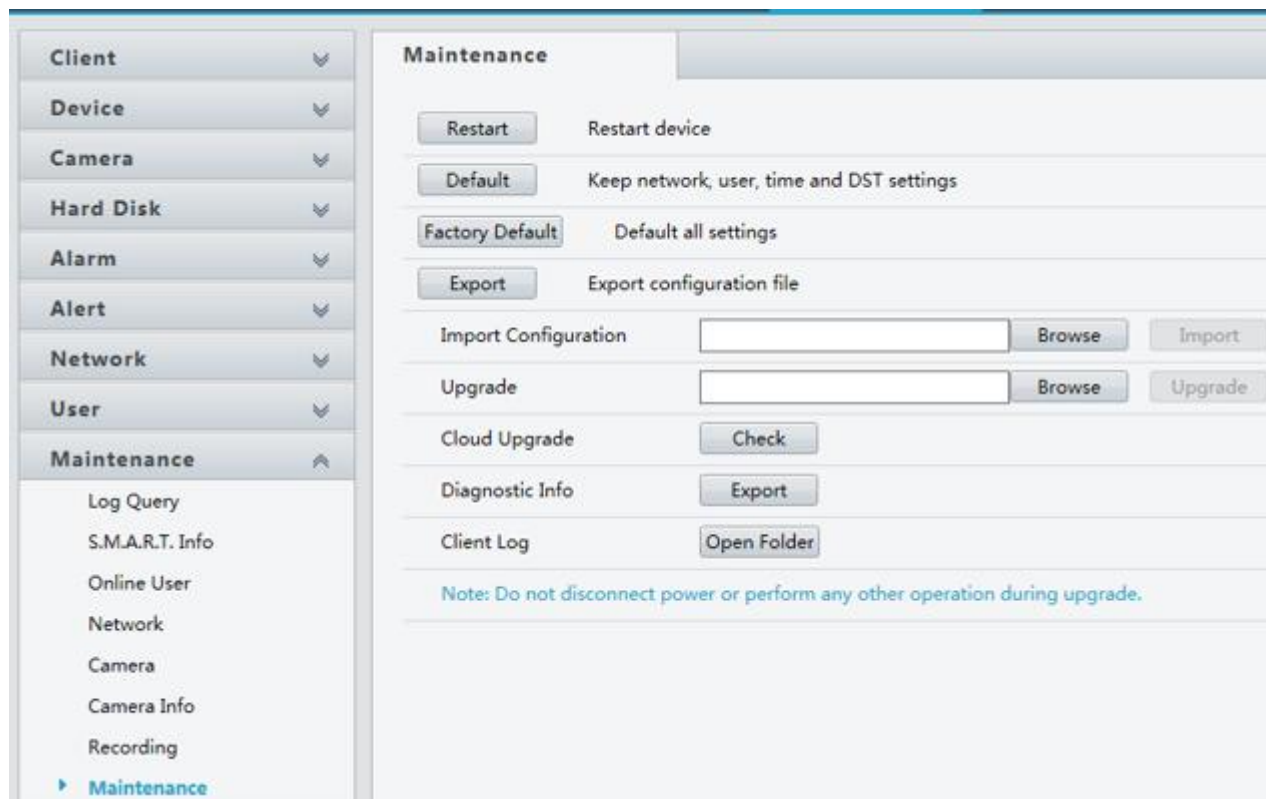 Client
Device
Camera
Hard Disk
Alarm
Alert
Network
User
Maintenance
Log Query
S.M.A.R.T. Info
Online User
Network
Camera
Camera Info
Recording
Maintenance
Maintenance
Restart Restart device
Default Keep network, user, time and DST settings
Factory Default Default all settings
Export Export configuration file
Import Configuration Browse Import
Upgrade Browse Upgrade
Cloud Upgrade Check
Diagnostic Info Export
Client Log Open Folder
Note: Do not disconnect power or perform any other operation during upgrade.